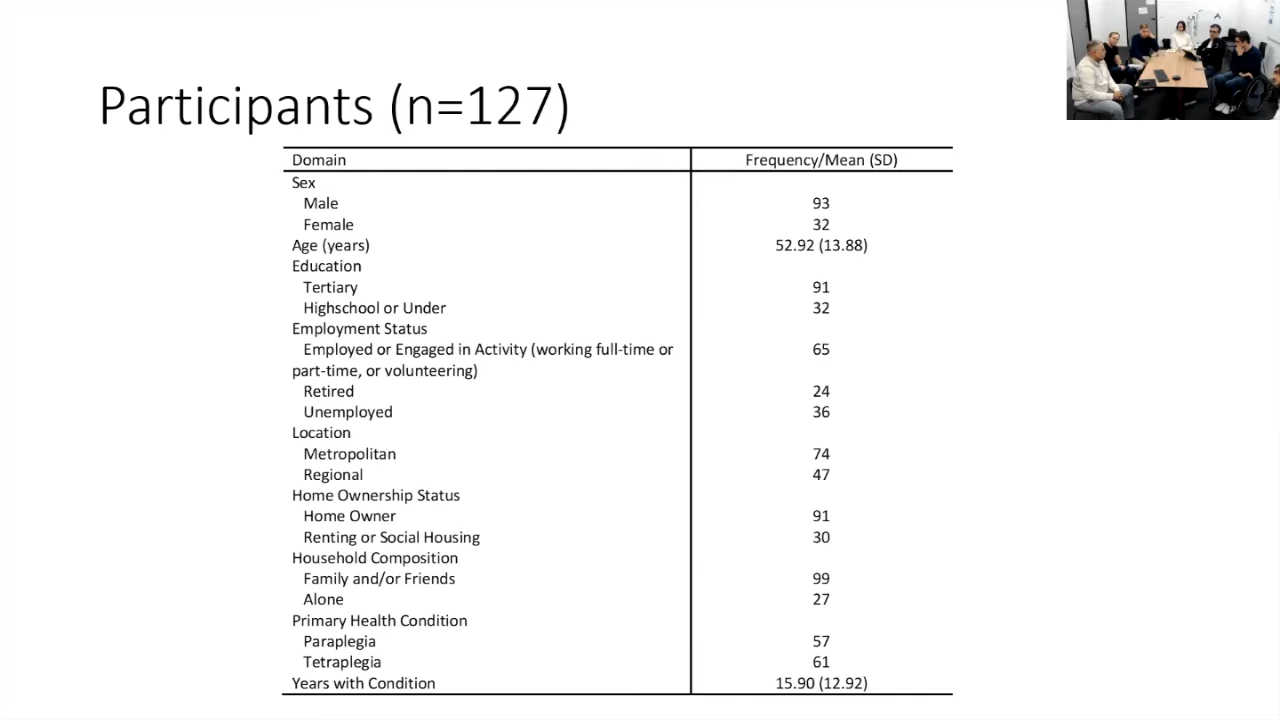 Participants (n=127)
Domain Frequency/Mean (SD)
Sex
Male 93
Female 32
Age (years) 52.92 (13.88)
Education
Tertiary 91
Highschool or Under 32
Employment Status
Employed or Engaged in Activity (working full-time or 65
part-time, or volunteering)
Retired 24
Unemployed 36
Location
Metropolitan 74
Regional 47
Home Ownership Status
Home Owner 91
Renting or Social Housing 30
Household Composition
Family and/or Friends 99
Alone 27
Primary Health Condition
Paraplegia 57
Tetraplegia 61
Years with Condition 15.90 (12.92)